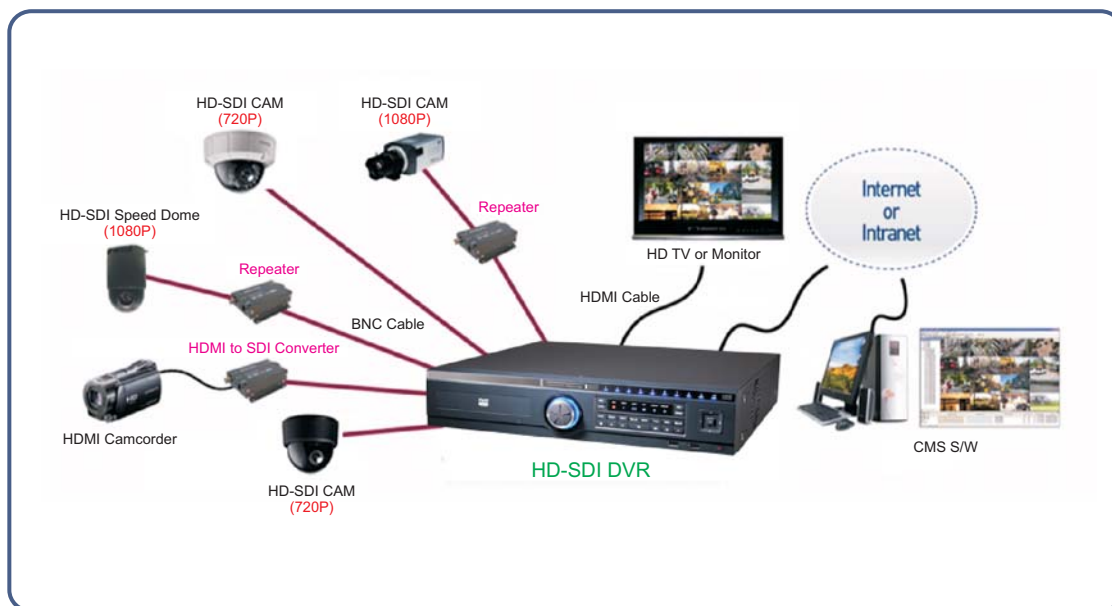 HD-SDI CAM
(720P)
HD-SDI CAM
(1080P)
HD-SDI Speed Dome
(1080P)
Repeater
Repeater
Internet
or
Intranet
HD TV or Monitor
HDMI Cable
BNC Cable
HDMI to SDI Converter
HDMI Camcorder
HD-SDI CAM
(720P)
HD-SDI DVR
CMS S/W